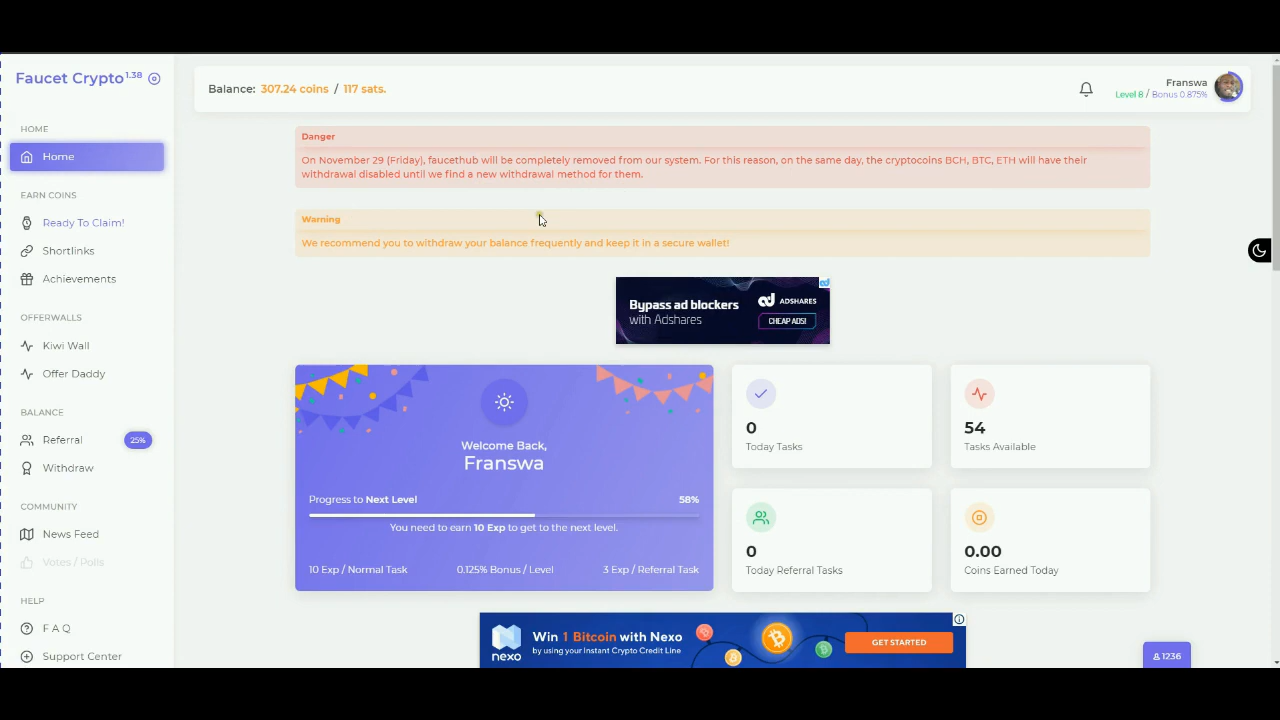 Faucet Crypto 1.38
HOME
Home
EARN COINS
Ready To Claim!
Shortlinks
Achievements
OFFERWALLS
Kiwi Wall
Offer Daddy
BALANCE
Referral 25%
Withdraw
COMMUNITY
News Feed
Votes / Polls
HELP
F A Q
Support Center
Balance: 307.24 coins / 117 sats.
Franswa
Level 8 / Bonus 0.875%
Danger
On November 29 (Friday), faucethub will be completely removed from our system. For this reason, on the same day, the cryptocoins BCH, BTC, ETH will have their
withdrawal disabled until we find a new withdrawal method for them.
Warning
We recommend you to withdraw your balance frequently and keep it in a secure wallet!
Bypass ad blockers
with Adshares
ADSHARES
CHEAP ADS!
Welcome Back,
Franswa
Progress to Next Level 58%
You need to earn 10 Exp to get to the next level.
10 Exp / Normal Task 0.125% Bonus / Level 3 Exp / Referral Task
0
Today Tasks
54
Tasks Available
0
Today Referral Tasks
0.00
Coins Earned Today
nexo
Win 1 Bitcoin with Nexo
by using your Instant Crypto Credit Line
GET STARTED
1236